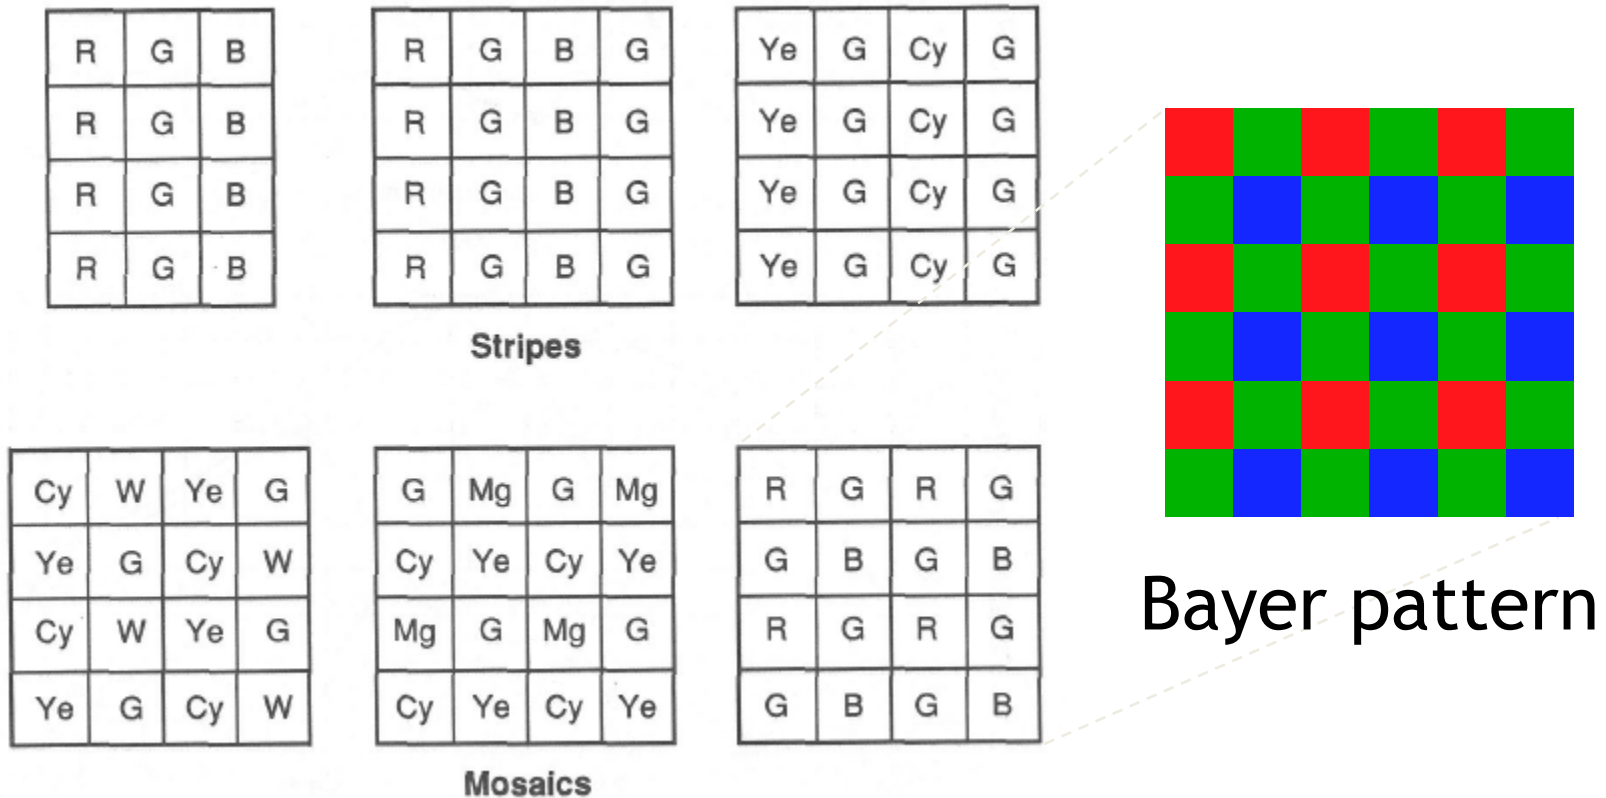 R G B
R G B
R G B
R G B
R G B G
R G B G
R G B G
R G B G
Ye G Cy G
Ye G Cy G
Ye G Cy G
Ye G Cy G
Stripes
Cy W Ye G
Ye G Cy W
Cy W Ye G
Ye G Cy W
G Mg G Mg
Cy Ye Cy Ye
Mg G Mg G
Cy Ye Cy Ye
R G R G
G B G B
R G R G
G B G B
Mosaics
Bayer pattern